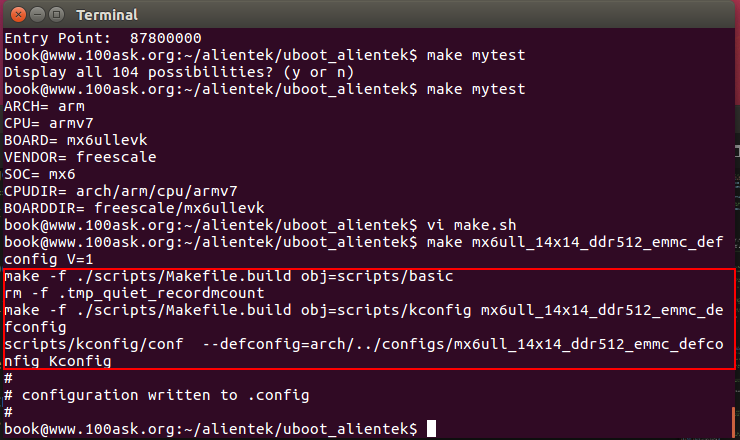 Terminal
Entry Point:  87800000
book@www.100ask.org:~/alientek/uboot_alientek$ make mytest
Display all 104 possibilities? (y or n)
book@www.100ask.org:~/alientek/uboot_alientek$ make mytest
ARCH= arm
CPU= armv7
BOARD= mx6ullevk
VENDOR= freescale
SOC= mx6
CPUDIR= arch/arm/cpu/armv7
BOARDDIR= freescale/mx6ullevk
book@www.100ask.org:~/alientek/uboot_alientek$ vi make.sh
book@www.100ask.org:~/alientek/uboot_alientek$ make mx6ull_14x14_ddr512_emmc_def
config V=1
make -f ./scripts/Makefile.build obj=scripts/basic
rm -f .tmp_quiet_recordmcount
make -f ./scripts/Makefile.build obj=scripts/kconfig mx6ull_14x14_ddr512_emmc_de
fconfig
scripts/kconfig/conf  --defconfig=arch/../configs/mx6ull_14x14_ddr512_emmc_defco
nfig Kconfig
#
# configuration written to .config
#
book@www.100ask.org:~/alientek/uboot_alientek$